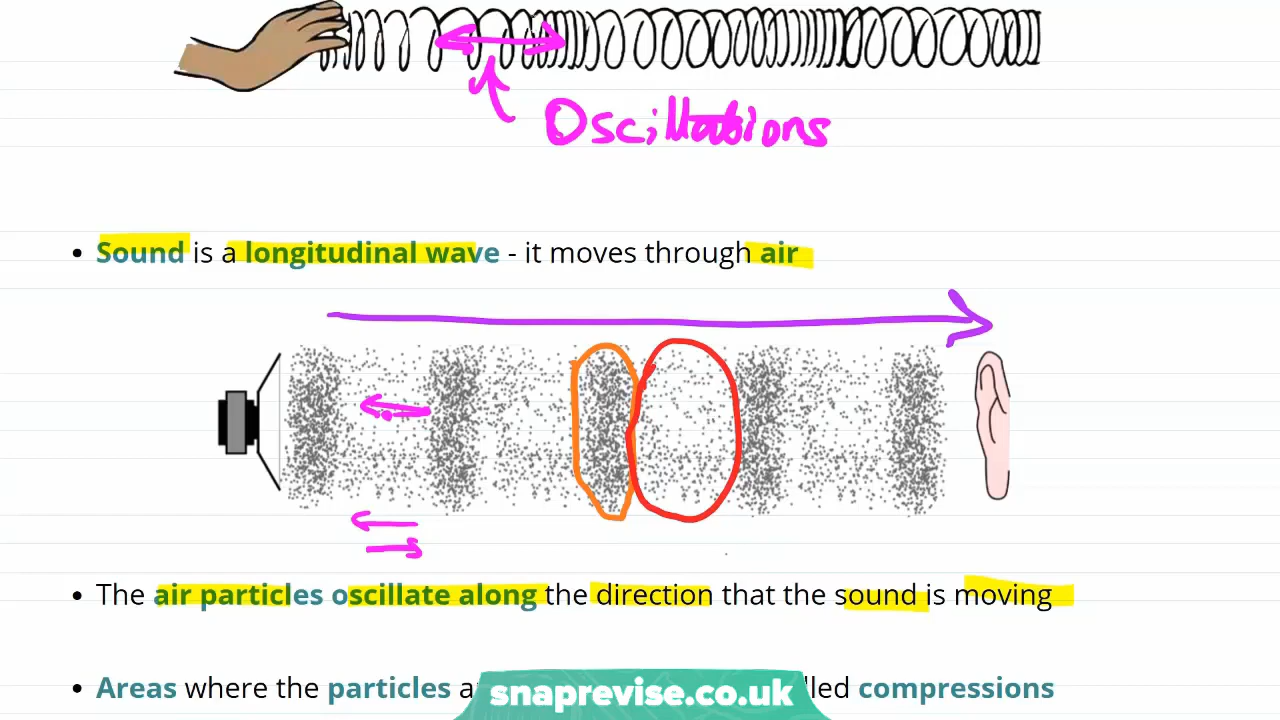 Oscillations
• Sound is a longitudinal wave - it moves through air
• The air particles oscillate along the direction that the sound is moving
• Areas where the particles a lled compressions
snaprevise.co.uk